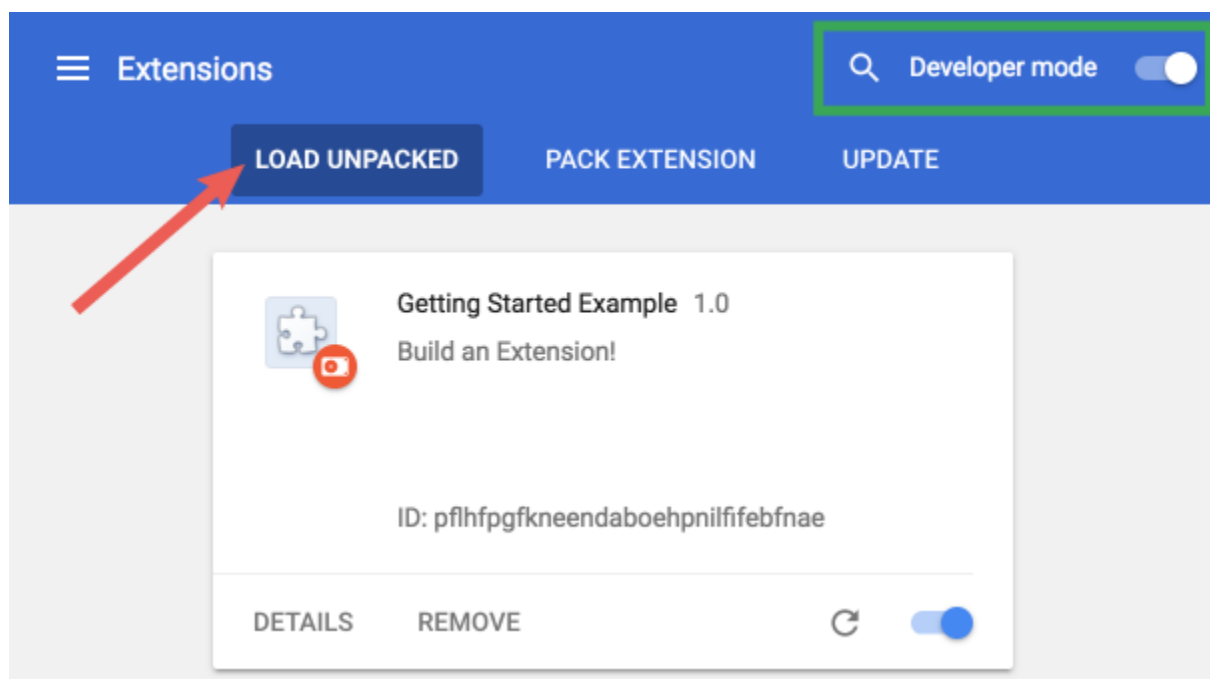 Extensions
Developer mode
LOAD UNPACKED PACK EXTENSION UPDATE
Getting Started Example 1.0
Build an Extension!
ID: pflhfpgfkneendaboehpnilfifebfnae
DETAILS REMOVE